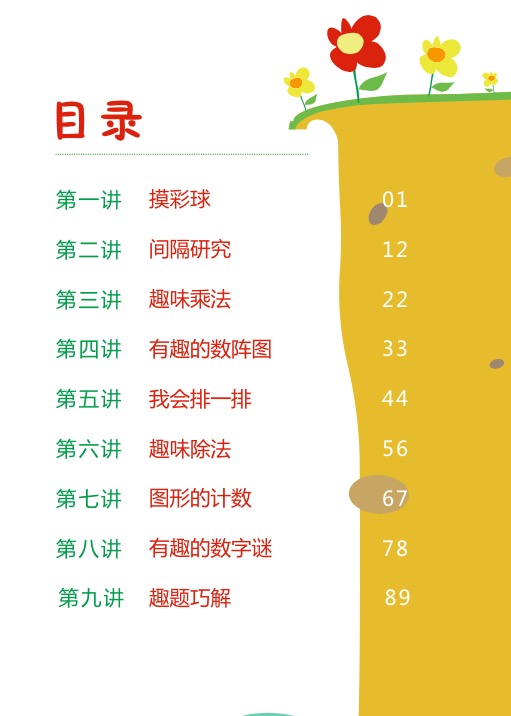 目录
第一讲 摸彩球 01
第二讲 间隔研究 12
第三讲 趣味乘法 22
第四讲 有趣的数阵图 33
第五讲 我会排一排 44
第六讲 趣味除法 56
第七讲 图形的计数 67
第八讲 有趣的数字谜 78
第九讲 趣题巧解 89